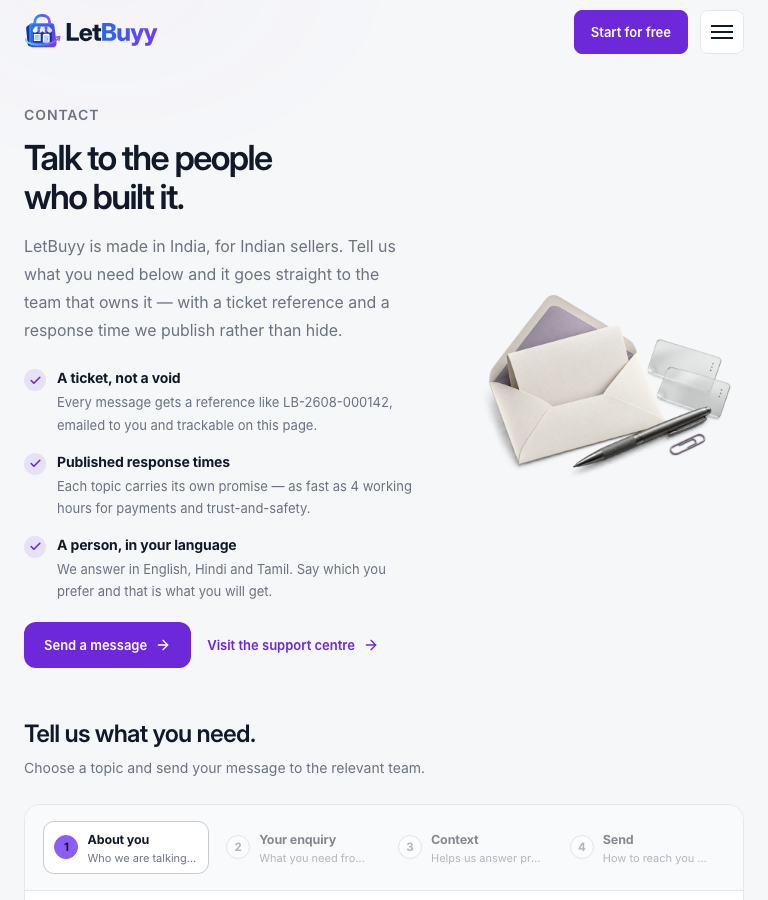 LetBuyy
Start for free
CONTACT
Talk to the people
who built it.
LetBuyy is made in India, for Indian sellers. Tell us
what you need below and it goes straight to the
team that owns it — with a ticket reference and a
response time we publish rather than hide.
A ticket, not a void
Every message gets a reference like LB-2608-000142,
emailed to you and trackable on this page.
Published response times
Each topic carries its own promise — as fast as 4 working
hours for payments and trust-and-safety.
A person, in your language
We answer in English, Hindi and Tamil. Say which you
prefer and that is what you will get.
Send a message
Visit the support centre
Tell us what you need.
Choose a topic and send your message to the relevant team.
1
About you
Who we are talking...
2
Your enquiry
What you need fro...
3
Context
Helps us answer pr...
4
Send
How to reach you ...